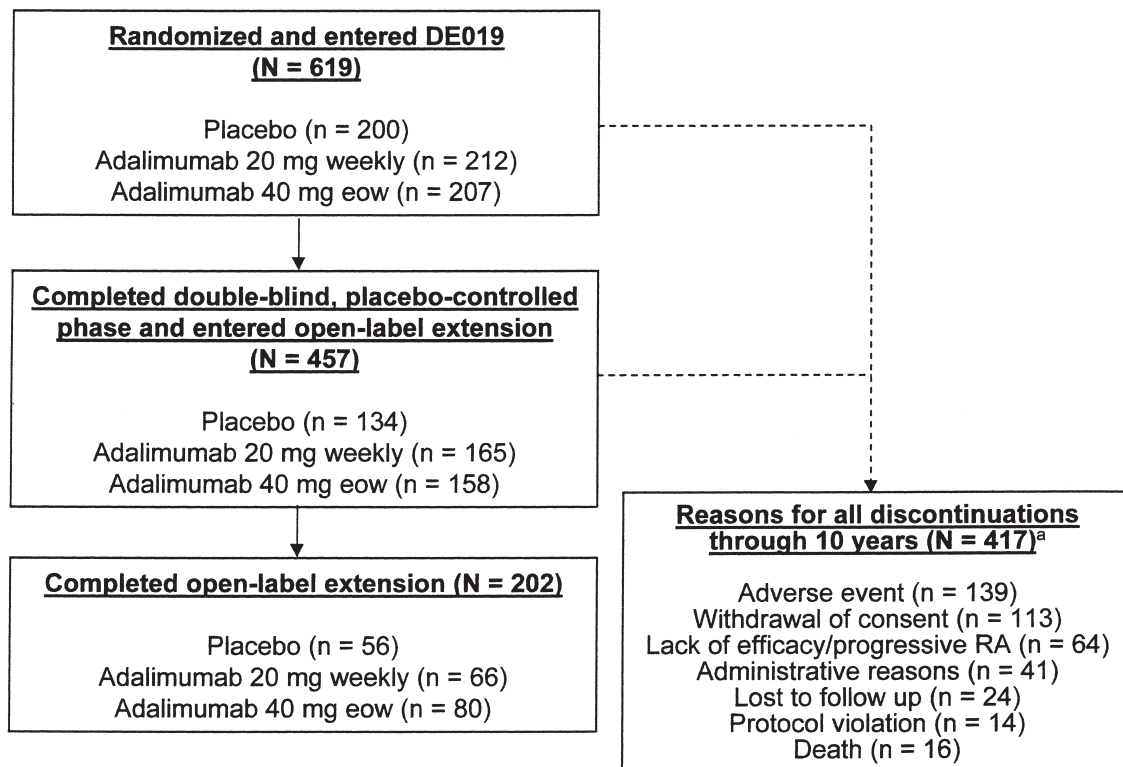 Randomized and entered DE019
(N = 619)
Placebo (n = 200)
Adalimumab 20 mg weekly (n = 212)
Adalimumab 40 mg eow (n = 207)
Completed double-blind, placebo-controlled
phase and entered open-label extension
(N = 457)
Placebo (n = 134)
Adalimumab 20 mg weekly (n = 165)
Adalimumab 40 mg eow (n = 158)
Completed open-label extension (N = 202)
Placebo (n = 56)
Adalimumab 20 mg weekly (n = 66)
Adalimumab 40 mg eow (n = 80)
Reasons for all discontinuations
through 10 years (N = 417)ᵃ
Adverse event (n = 139)
Withdrawal of consent (n = 113)
Lack of efficacy/progressive RA (n = 64)
Administrative reasons (n = 41)
Lost to follow up (n = 24)
Protocol violation (n = 14)
Death (n = 16)